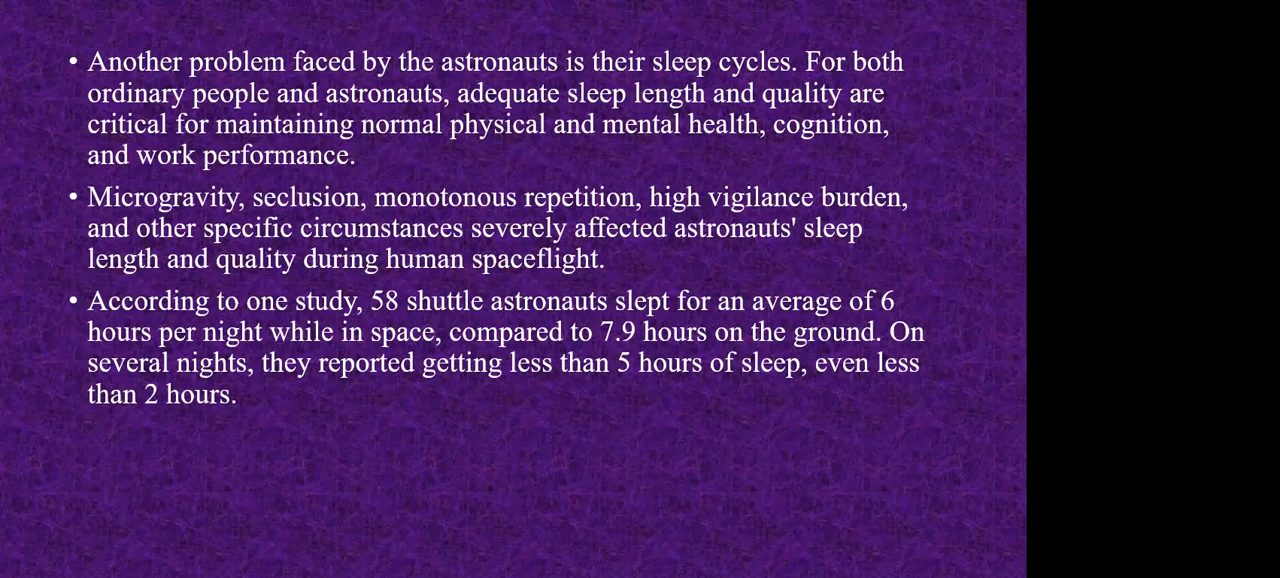 • Another problem faced by the astronauts is their sleep cycles. For both
ordinary people and astronauts, adequate sleep length and quality are
critical for maintaining normal physical and mental health, cognition,
and work performance.
• Microgravity, seclusion, monotonous repetition, high vigilance burden,
and other specific circumstances severely affected astronauts' sleep
length and quality during human spaceflight.
• According to one study, 58 shuttle astronauts slept for an average of 6
hours per night while in space, compared to 7.9 hours on the ground. On
several nights, they reported getting less than 5 hours of sleep, even less
than 2 hours.